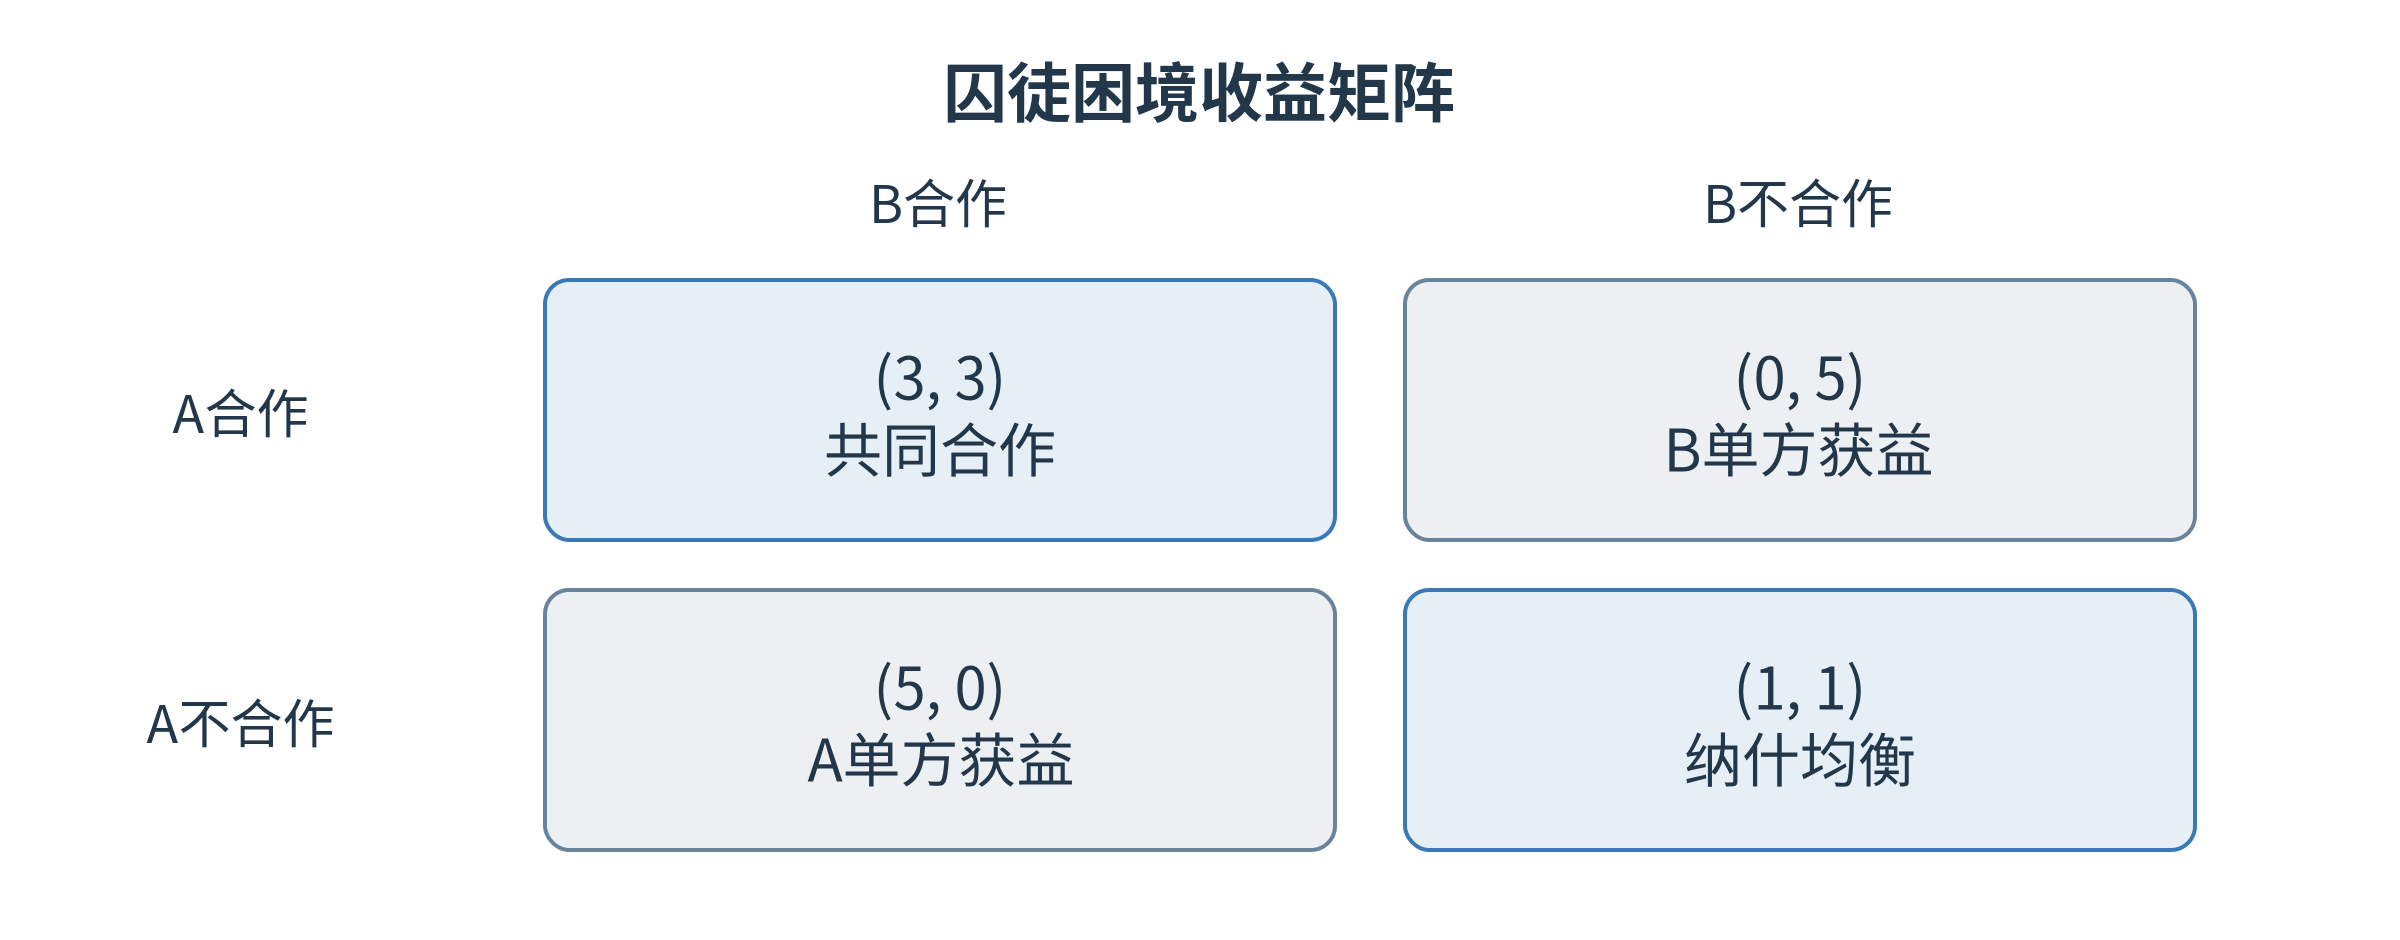 囚徒困境收益矩阵
B合作
B不合作
A合作
(3, 3)
共同合作
(0, 5)
B单方获益
A不合作
(5, 0)
A单方获益
(1, 1)
纳什均衡